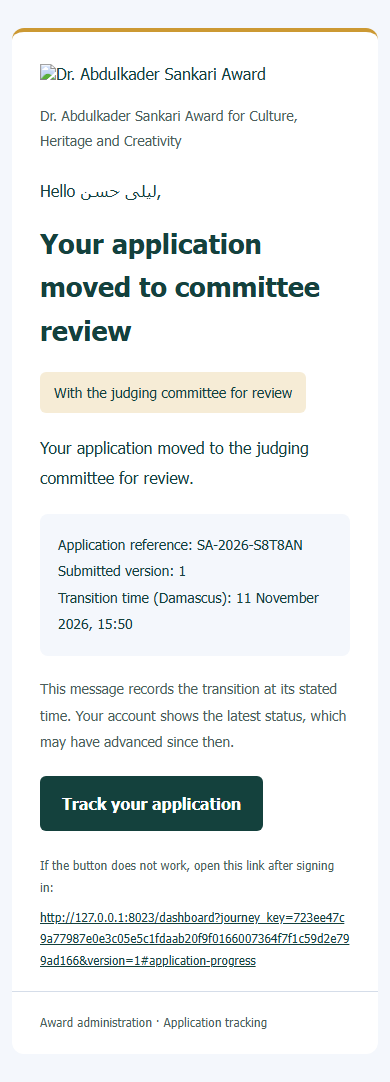 Dr. Abdulkader Sankari Award
Dr. Abdulkader Sankari Award for Culture,
Heritage and Creativity
Hello ليلى حسن,
Your application
moved to committee
review
With the judging committee for review
Your application moved to the judging
committee for review.
Application reference: SA-2026-S8T8AN
Submitted version: 1
Transition time (Damascus): 11 November
2026, 15:50
This message records the transition at its stated
time. Your account shows the latest status, which
may have advanced since then.
Track your application
If the button does not work, open this link after signing
in:
http://127.0.0.1:8023/dashboard?journey_key=723ee47c
9a77987e0e3c05e5c1fdaab20f9f0166007364f7f1c59d2e79
9ad166&version=1#application-progress
Award administration · Application tracking